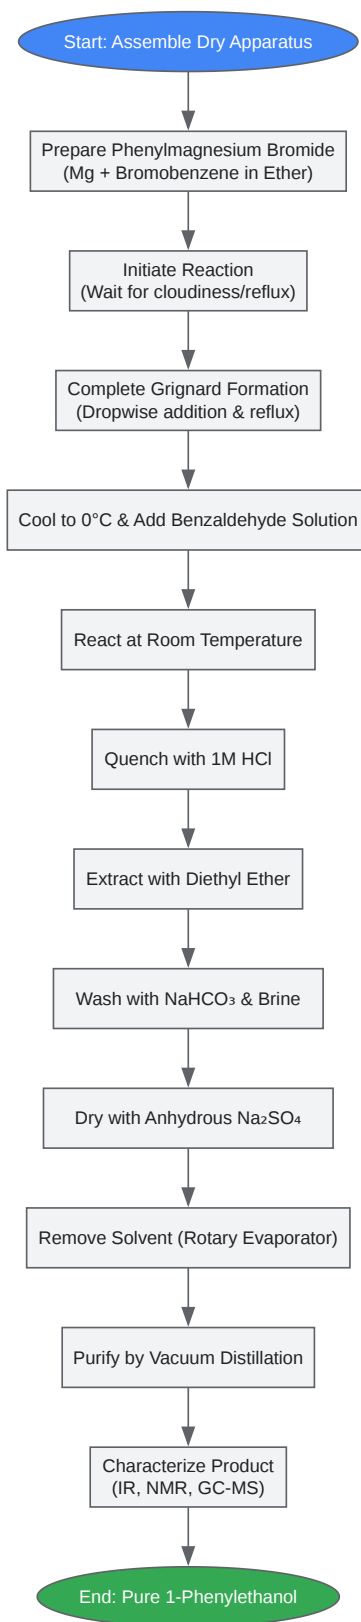 Start: Assemble Dry Apparatus
Prepare Phenylmagnesium Bromide
(Mg + Bromobenzene in Ether)
Initiate Reaction
(Wait for cloudiness/reflux)
Complete Grignard Formation
(Dropwise addition & reflux)
Cool to 0°C & Add Benzaldehyde Solution
React at Room Temperature
Quench with 1M HCl
Extract with Diethyl Ether
Wash with NaHCO₃ & Brine
Dry with Anhydrous Na₂SO₄
Remove Solvent (Rotary Evaporator)
Purify by Vacuum Distillation
Characterize Product
(IR, NMR, GC-MS)
End: Pure 1-Phenylethanol